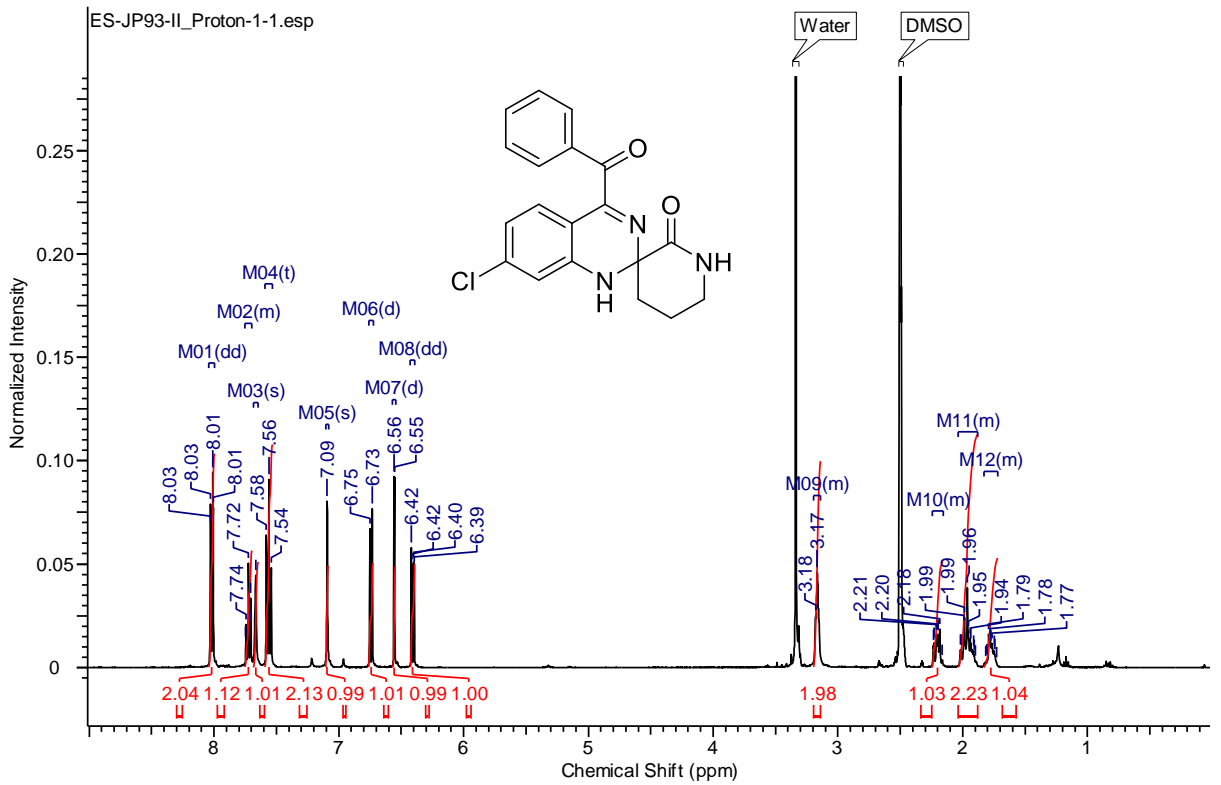 ES-JP93-II_Proton-1-1.esp
Water
DMSO
O
O
N
NH
N
H
Cl
M04(t)
M02(m)
M06(d)
M01(dd)
M08(dd)
M03(s)
M07(d)
M05(s)
M11(m)
M12(m)
M09(m)
M10(m)
8.03
8.03
8.01
8.01
7.74
7.72
7.58
7.56
7.54
7.09
6.75
6.73
6.56
6.55
6.42
6.42
6.40
6.39
3.18
3.17
2.21
2.20
2.18
1.99
1.99
1.96
1.95
1.94
1.79
1.78
1.77
Normalized Intensity
0.25
0.20
0.15
0.10
0.05
0
2.04 1.12 1.01 2.13 0.99 1.01 0.99 1.00 1.98 1.03 2.23 1.04
8 7 6 5 4 3 2 1
Chemical Shift (ppm)